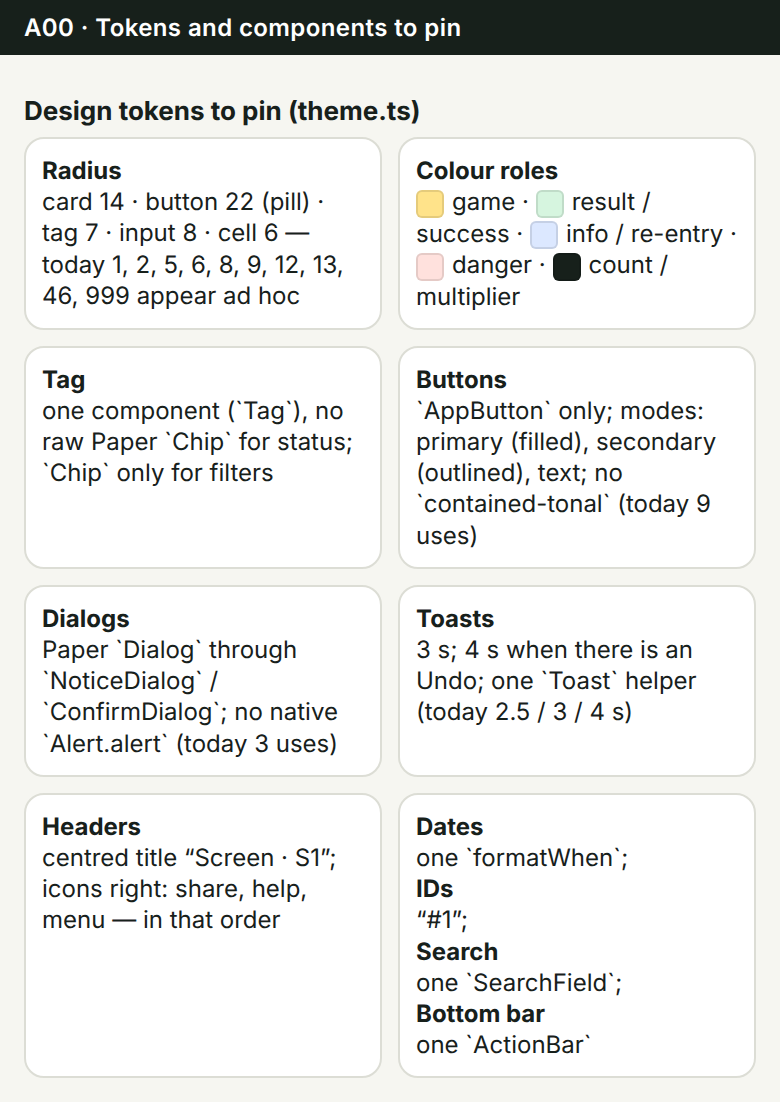 A00 · Tokens and components to pin
Design tokens to pin (theme.ts)
Radius
card 14 · button 22 (pill) ·
tag 7 · input 8 · cell 6 —
today 1, 2, 5, 6, 8, 9, 12, 13,
46, 999 appear ad hoc
Colour roles
game · result /
success · info / re-entry ·
danger · count /
multiplier
Tag
one component (`Tag`), no
raw Paper `Chip` for status;
`Chip` only for filters
Buttons
`AppButton` only; modes:
primary (filled), secondary
(outlined), text; no
`contained-tonal` (today 9
uses)
Dialogs
Paper `Dialog` through
`NoticeDialog` /
`ConfirmDialog`; no native
`Alert.alert` (today 3 uses)
Toasts
3 s; 4 s when there is an
Undo; one `Toast` helper
(today 2.5 / 3 / 4 s)
Headers
centred title “Screen · S1”;
icons right: share, help,
menu — in that order
Dates
one `formatWhen`;
IDs
“#1”;
Search
one `SearchField`;
Bottom bar
one `ActionBar`